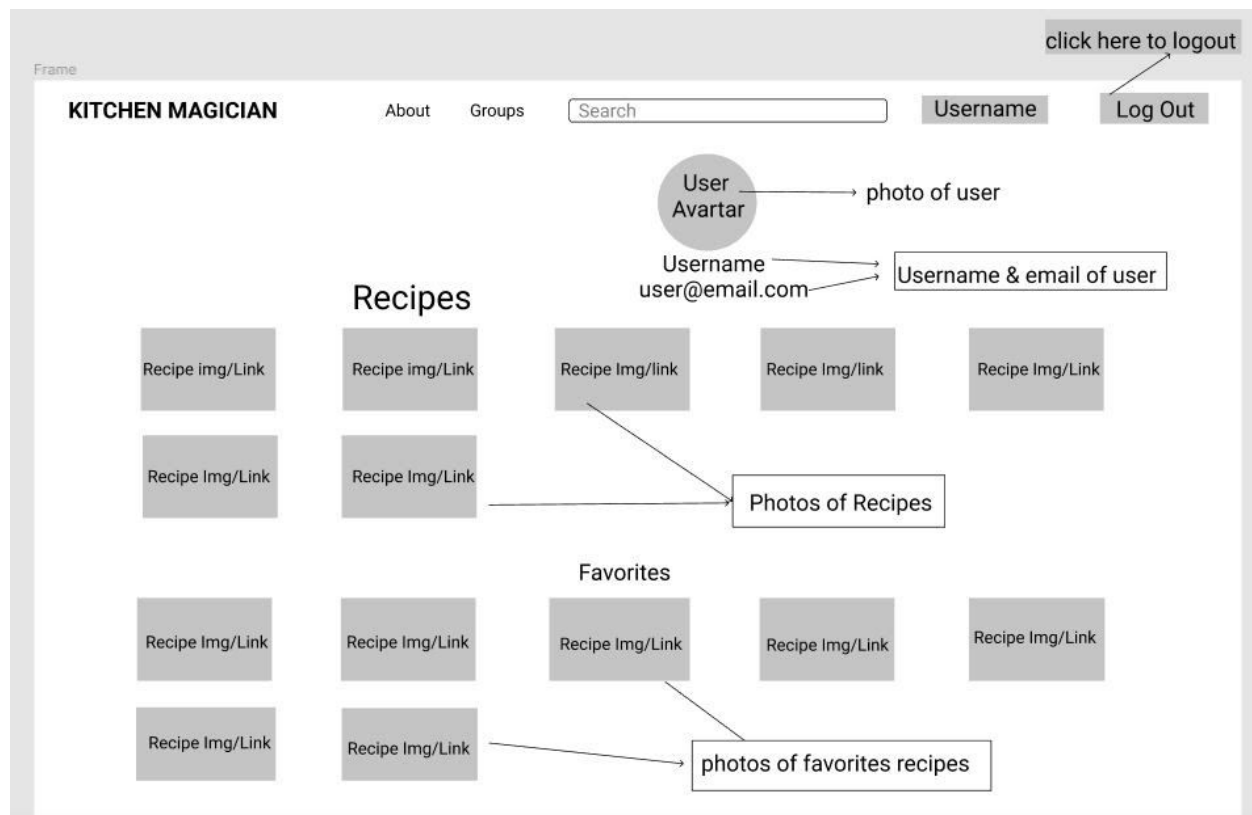 click here to logout
Frame
KITCHEN MAGICIAN
About
Groups
Search
Username
Log Out
User
Avartar
photo of user
Username
user@email.com
Username & email of user
Recipes
Recipe img/Link
Recipe img/Link
Recipe Img/link
Recipe Img/link
Recipe Img/Link
Recipe Img/Link
Recipe Img/Link
Photos of Recipes
Favorites
Recipe Img/Link
Recipe Img/Link
Recipe Img/Link
Recipe Img/Link
Recipe Img/Link
Recipe Img/Link
Recipe Img/Link
photos of favorites recipes